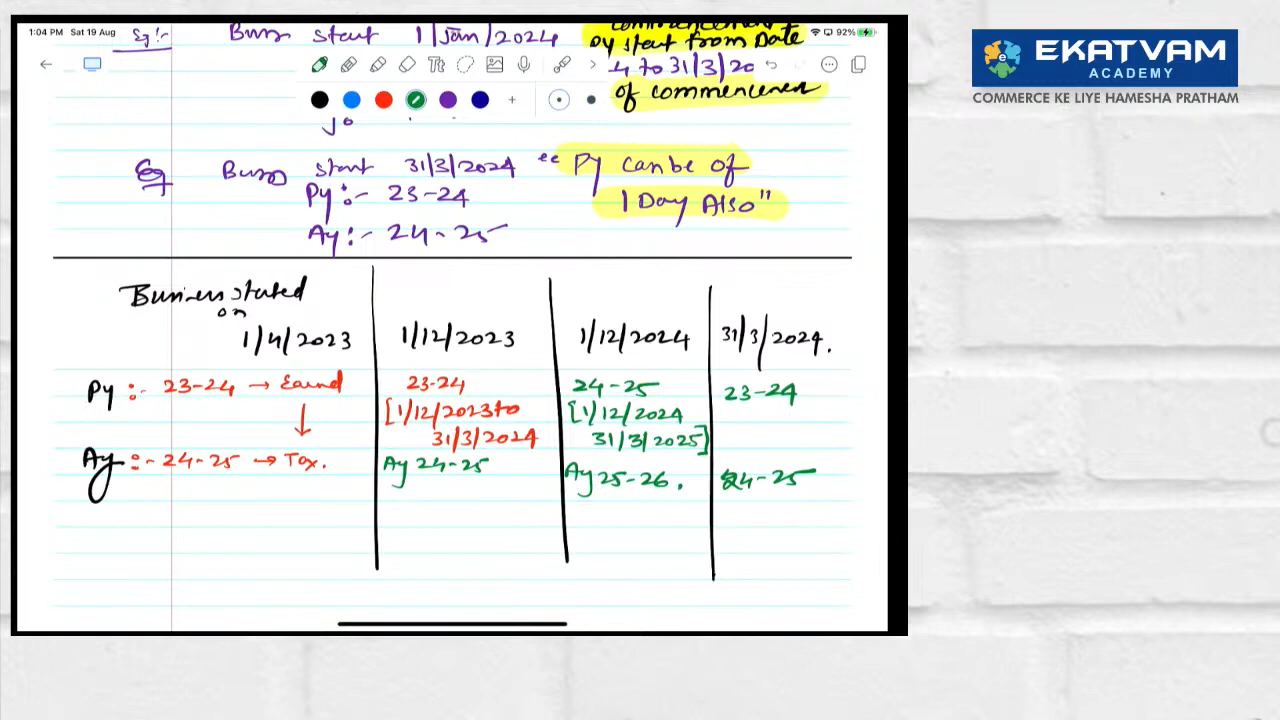 1:04 PM Sat 19 Aug
92%
Eg :-
Busn start 1/Jan/2024
Py start from Date
4 to 31/3/20
of commencement
Eg Busn start 31/3/2024 "Py can be of
1 Day Also"
Py :- 23-24
Ay :- 24-25
Business started
on
1/4/2023
1/12/2023
1/12/2024
31/3/2024.
Py :- 23-24 → Earned
23-24
[1/12/2023 to
31/3/2024
24-25
[1/12/2024
31/3/2025]
23-24
Ay :- 24-25 → Tax.
Ay 24-25
Ay 25-26.
24-25
EKATVAM
ACADEMY
COMMERCE KE LIYE HAMESHA PRATHAM